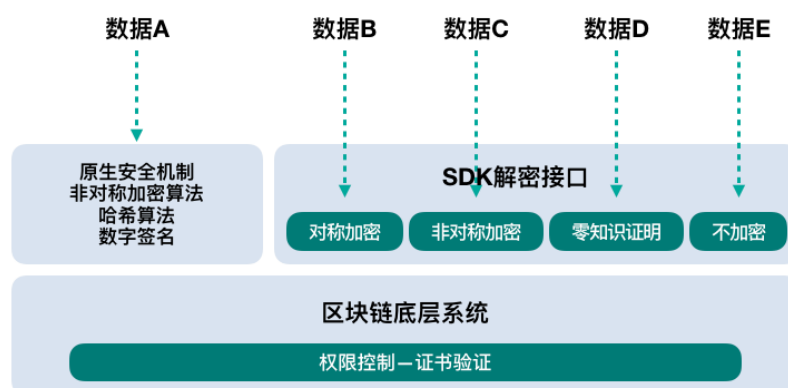 数据A
数据B
数据C
数据D
数据E
原生安全机制
非对称加密算法
哈希算法
数字签名
SDK解密接口
对称加密
非对称加密
零知识证明
不加密
区块链底层系统
权限控制－证书验证